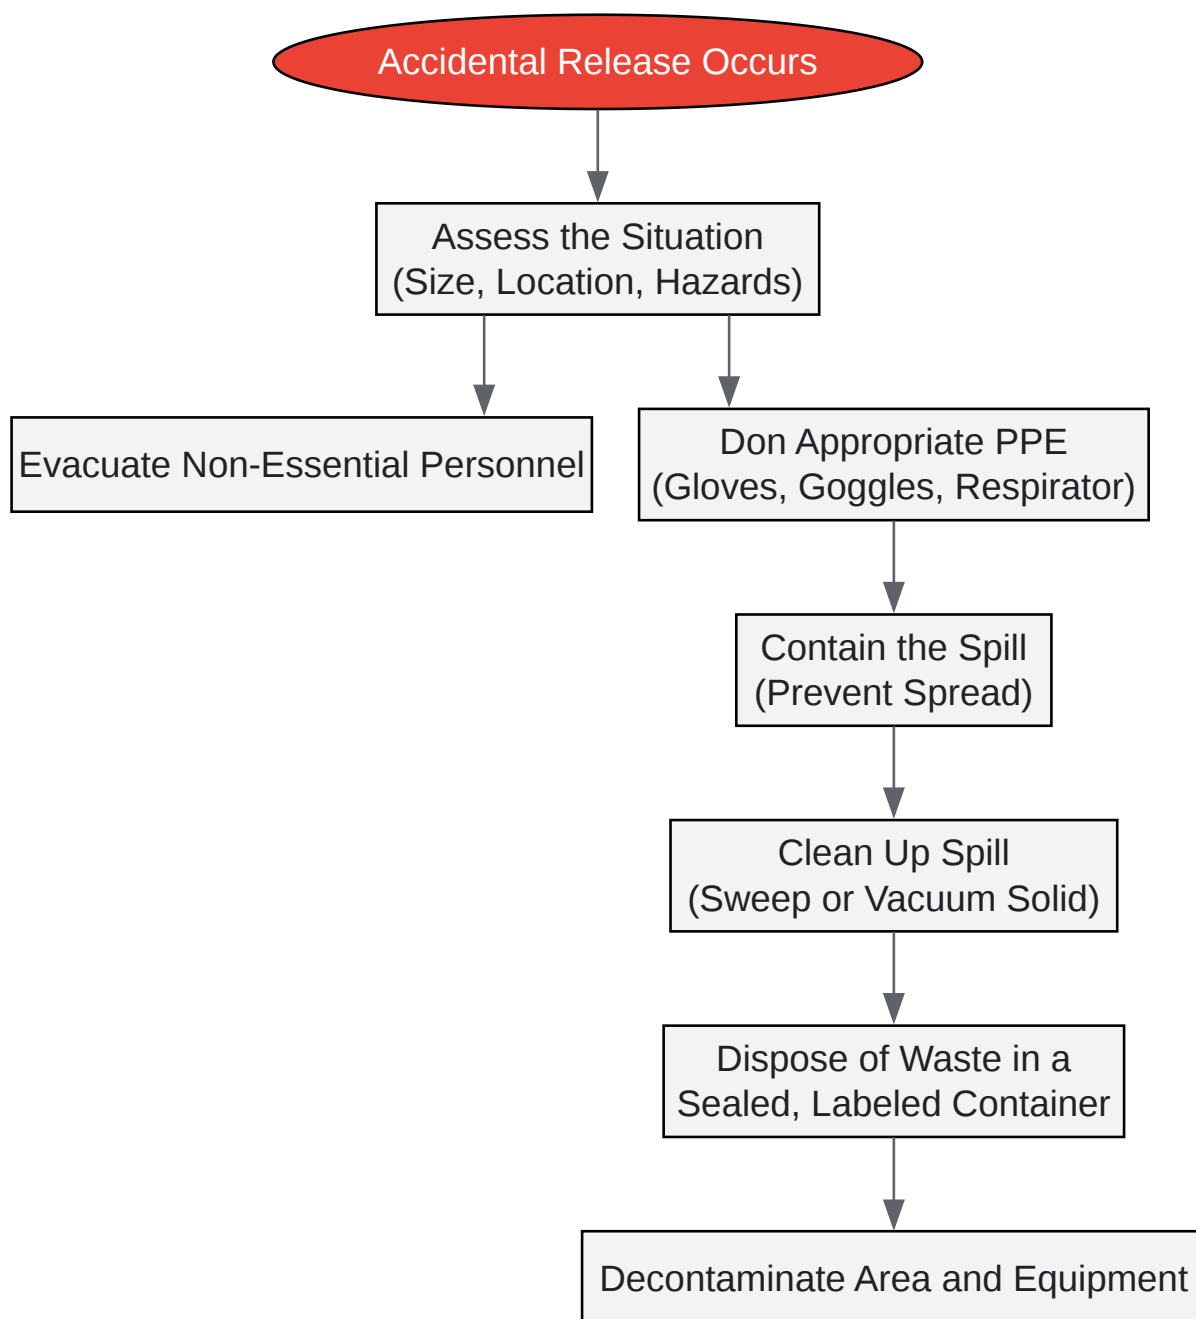 Accidental Release Occurs
Assess the Situation
(Size, Location, Hazards)
Evacuate Non-Essential Personnel
Don Appropriate PPE
(Gloves, Goggles, Respirator)
Contain the Spill
(Prevent Spread)
Clean Up Spill
(Sweep or Vacuum Solid)
Dispose of Waste in a
Sealed, Labeled Container
Decontaminate Area and Equipment